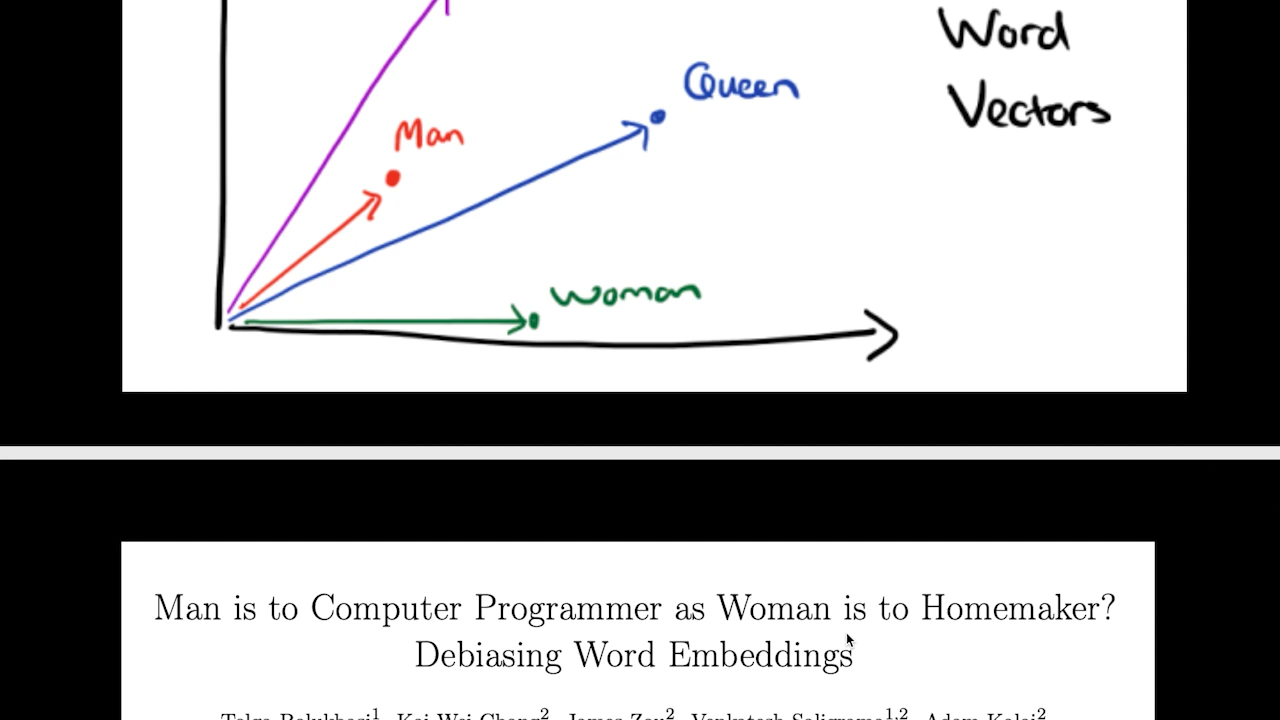 Word
Vectors
Queen
Man
Woman
Man is to Computer Programmer as Woman is to Homemaker?
Debiasing Word Embeddings